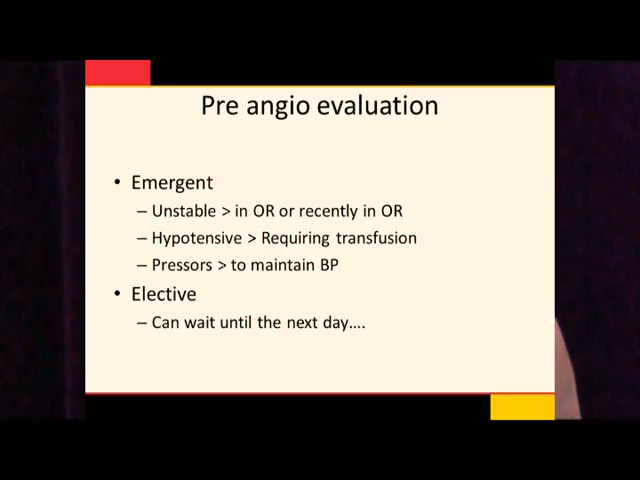 Pre angio evaluation
• Emergent
– Unstable > in OR or recently in OR
– Hypotensive > Requiring transfusion
– Pressors > to maintain BP
• Elective
– Can wait until the next day....